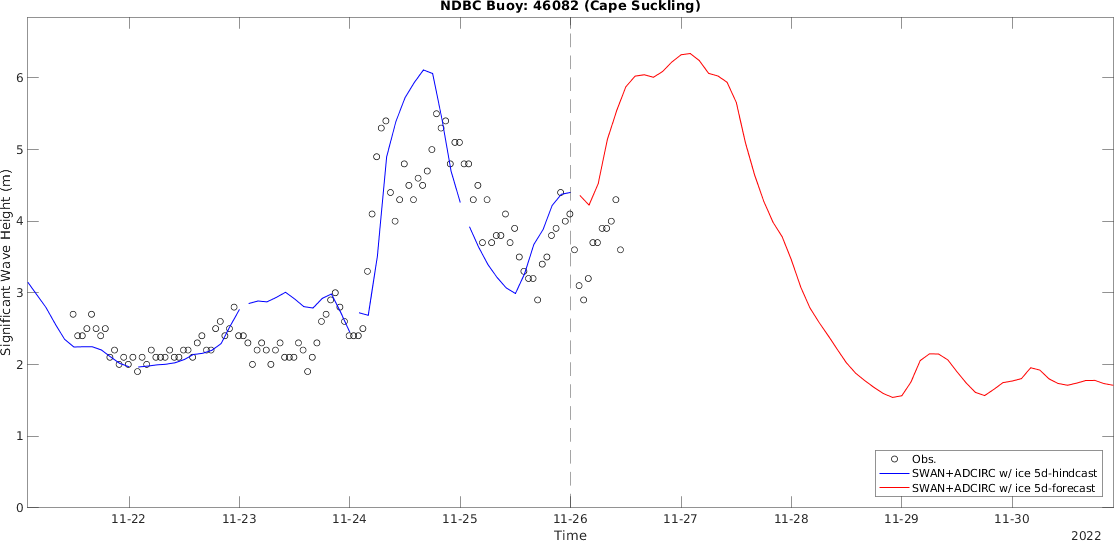 NDBC Buoy: 46082 (Cape Suckling)
Significant Wave Height (m)
6
5
4
3
2
1
0
Obs.
SWAN+ADCIRC w/ ice 5d-hindcast
SWAN+ADCIRC w/ ice 5d-forecast
11-22 11-23 11-24 11-25 11-26 11-27 11-28 11-29 11-30
Time
2022